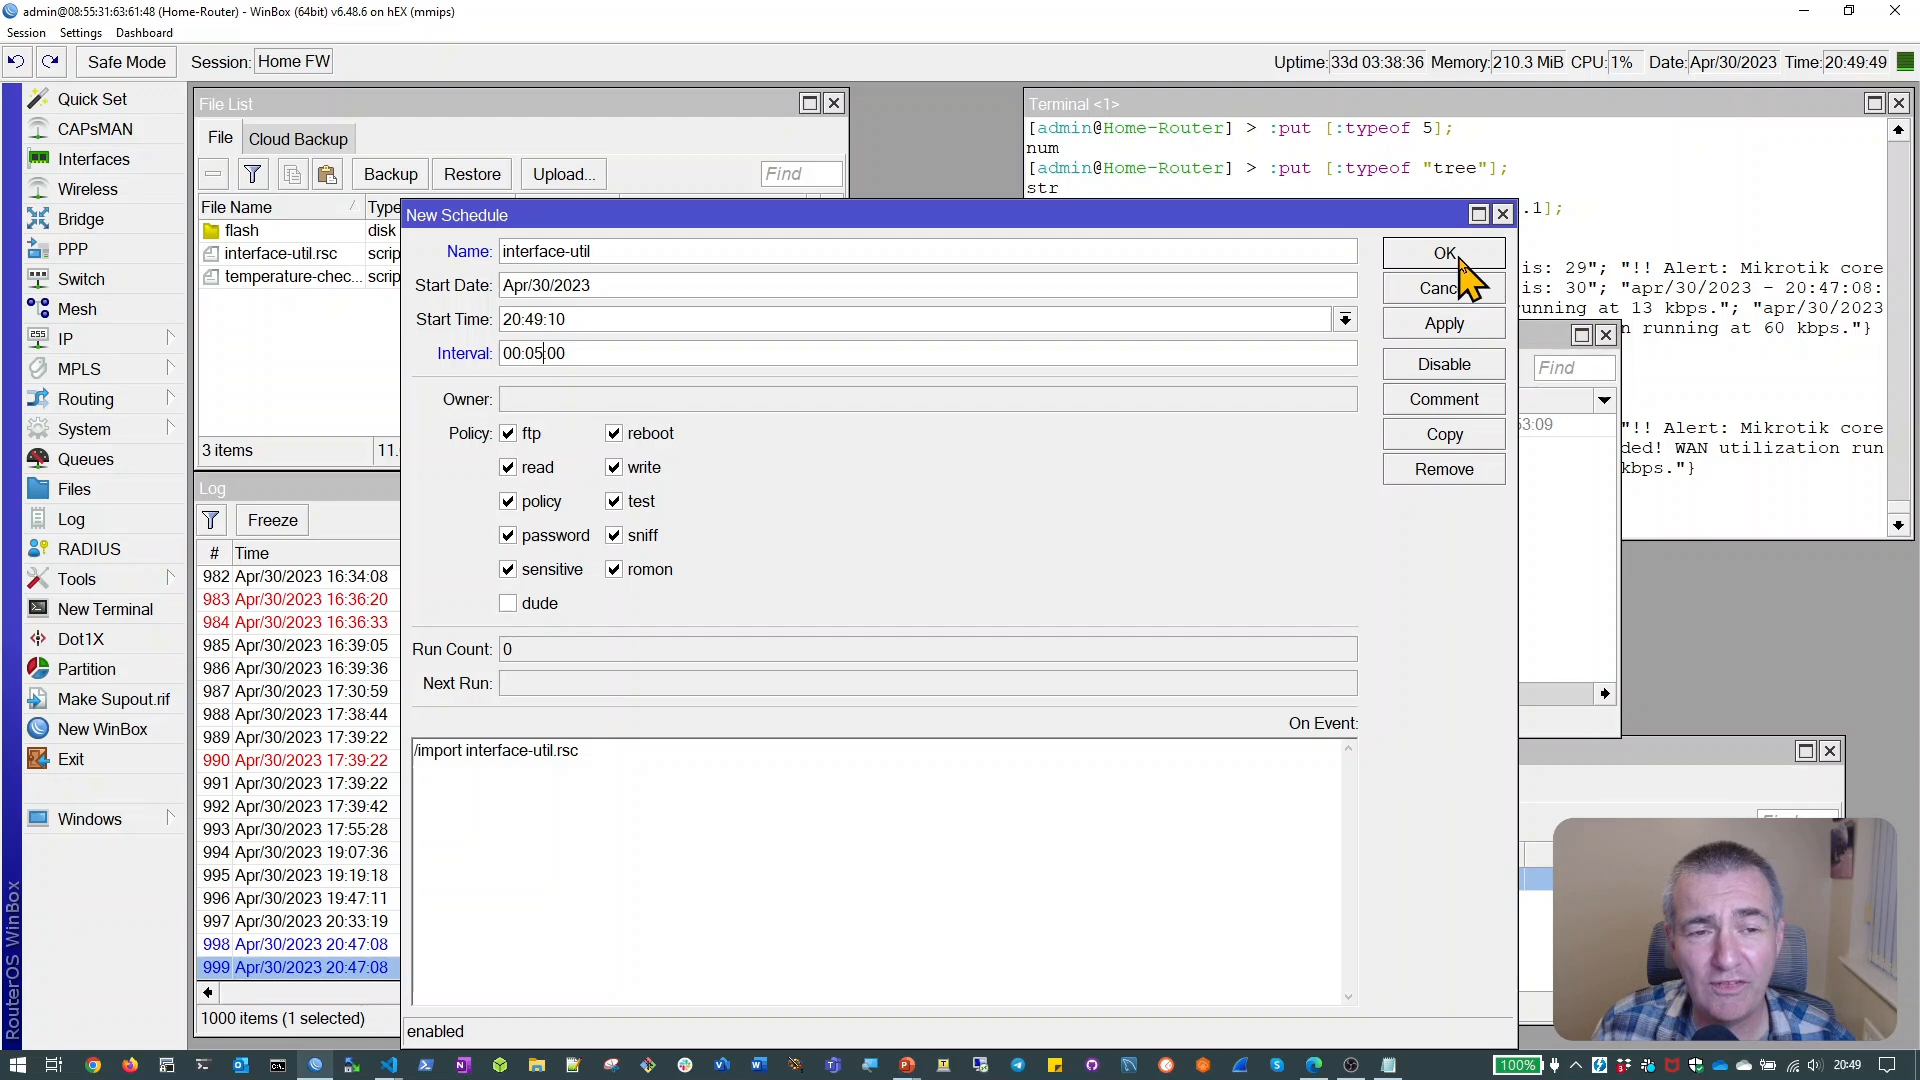 admin@08:55:31:63:61:48 (Home-Router) - WinBox (64bit) v6.48.6 on hEX (mmips)
Session Settings Dashboard
Safe Mode Session: Home FW Uptime: 33d 03:38:36 Memory: 210.3 MiB CPU: 1% Date: Apr/30/2023 Time: 20:49:49
Quick Set
CAPsMAN
Interfaces
Wireless
Bridge
PPP
Switch
Mesh
IP
MPLS
Routing
System
Queues
Files
Log
RADIUS
Tools
New Terminal
Dot1X
Partition
Make Supout.rif
New WinBox
Exit
Windows
RouterOS WinBox
File List
File Cloud Backup
Backup Restore Upload... Find
File Name Type
flash disk
interface-util.rsc scrip
temperature-chec... scrip
3 items 11.
Log
Freeze
# Time
982 Apr/30/2023 16:34:08
983 Apr/30/2023 16:36:20
984 Apr/30/2023 16:36:33
985 Apr/30/2023 16:39:05
986 Apr/30/2023 16:39:36
987 Apr/30/2023 17:30:59
988 Apr/30/2023 17:38:44
989 Apr/30/2023 17:39:22
990 Apr/30/2023 17:39:22
991 Apr/30/2023 17:39:22
992 Apr/30/2023 17:39:42
993 Apr/30/2023 17:55:28
994 Apr/30/2023 19:07:36
995 Apr/30/2023 19:19:18
996 Apr/30/2023 19:47:11
997 Apr/30/2023 20:33:19
998 Apr/30/2023 20:47:08
999 Apr/30/2023 20:47:08
1000 items (1 selected)
Terminal <1>
[admin@Home-Router] > :put [:typeof 5];
num
[admin@Home-Router] > :put [:typeof "tree"];
str
.1];
is: 29"; "!! Alert: Mikrotik core
is: 30"; "apr/30/2023 - 20:47:08:
unning at 13 kbps."; "apr/30/2023
n running at 60 kbps."}
"!! Alert: Mikrotik core
ded! WAN utilization run
kbps."}
Find
53:09
New Schedule
Name: interface-util
Start Date: Apr/30/2023
Start Time: 20:49:10
Interval: 00:05:00
Owner:
Policy: ftp reboot
read write
policy test
password sniff
sensitive romon
dude
Run Count: 0
Next Run:
On Event:
/import interface-util.rsc
enabled
OK
Canc
Apply
Disable
Comment
Copy
Remove
100% 20:49